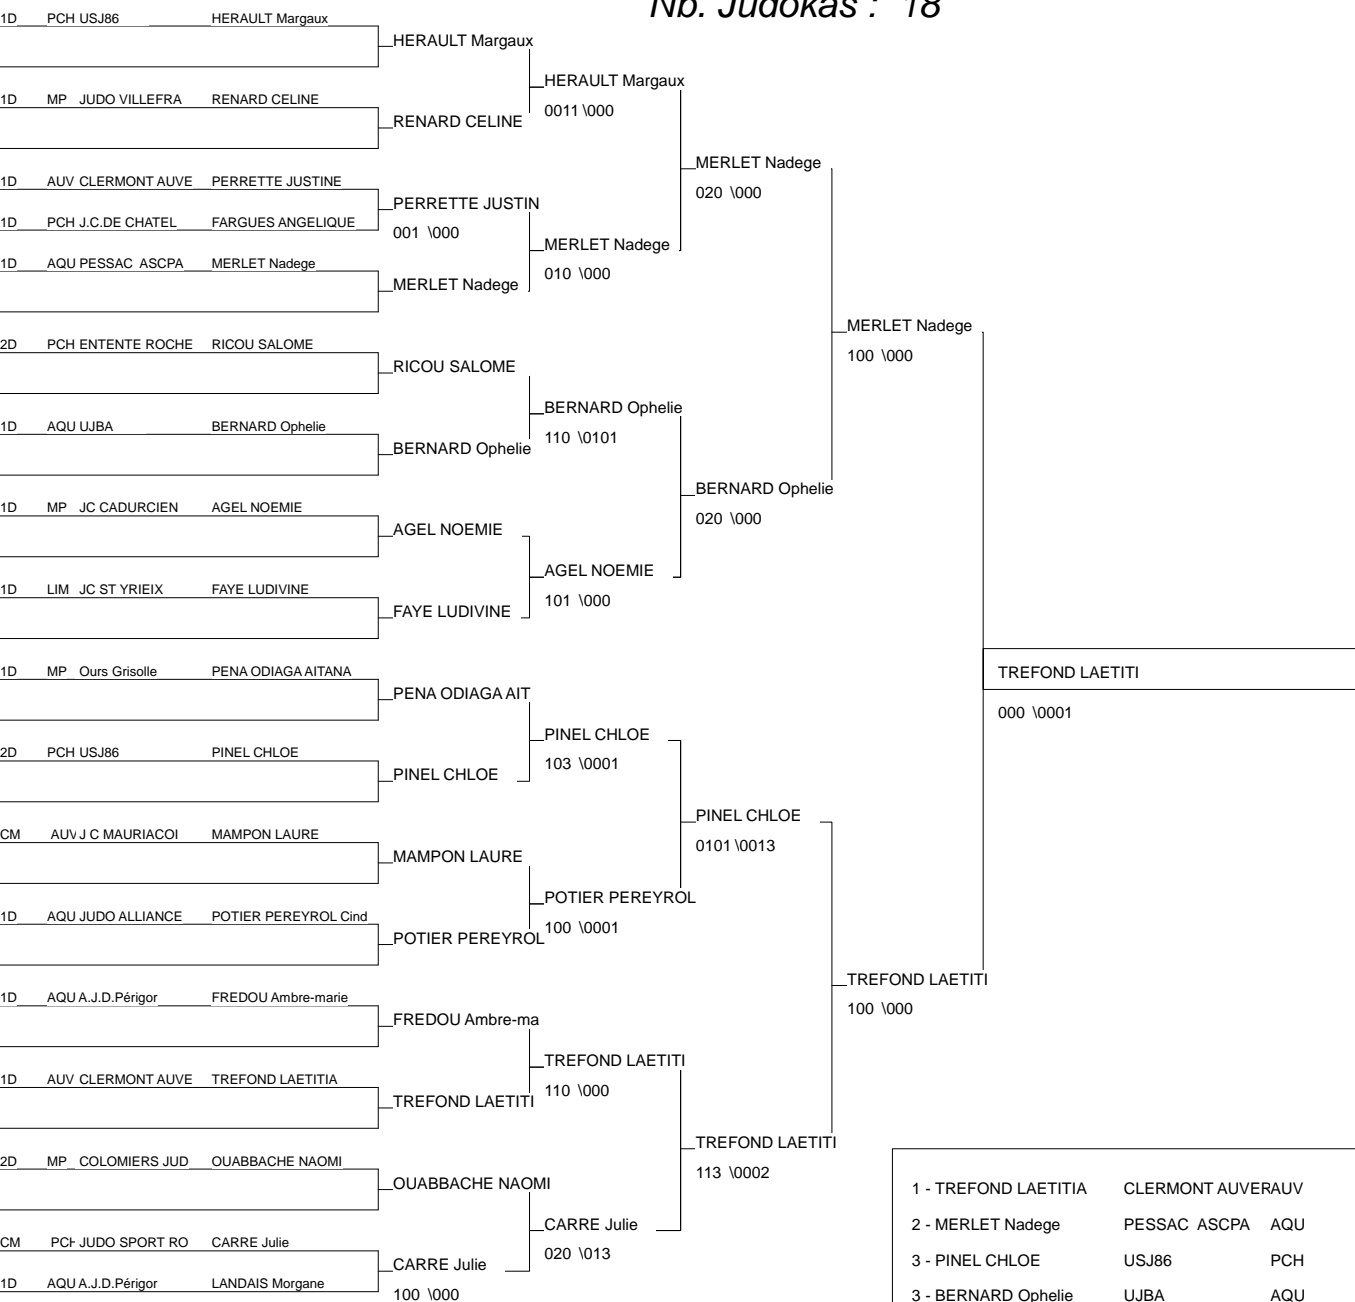 Nb. Judokas : 18
1D PCH USJ86 HERAULT Margaux
HERAULT Margaux
HERAULT Margaux
0011 \000
1D MP JUDO VILLEFRA RENARD CELINE
RENARD CELINE
MERLET Nadege
020 \000
1D AUV CLERMONT AUVE PERRETTE JUSTINE
PERRETTE JUSTIN
001 \000
1D PCH J.C.DE CHATEL FARGUES ANGELIQUE
MERLET Nadege
010 \000
1D AQU PESSAC ASCPA MERLET Nadege
MERLET Nadege
MERLET Nadege
100 \000
2D PCH ENTENTE ROCHE RICOU SALOME
RICOU SALOME
BERNARD Ophelie
110 \0101
1D AQU UJBA BERNARD Ophelie
BERNARD Ophelie
BERNARD Ophelie
020 \000
1D MP JC CADURCIEN AGEL NOEMIE
AGEL NOEMIE
AGEL NOEMIE
101 \000
1D LIM JC ST YRIEIX FAYE LUDIVINE
FAYE LUDIVINE
TREFOND LAETITI
000 \0001
1D MP Ours Grisolle PENA ODIAGA AITANA
PENA ODIAGA AIT
PINEL CHLOE
103 \0001
2D PCH USJ86 PINEL CHLOE
PINEL CHLOE
PINEL CHLOE
0101 \0013
CM AUV J C MAURIACOI MAMPON LAURE
MAMPON LAURE
POTIER PEREYROL
100 \0001
1D AQU JUDO ALLIANCE POTIER PEREYROL Cind
POTIER PEREYROL
TREFOND LAETITI
100 \000
1D AQU A.J.D.Périgor FREDOU Ambre-marie
FREDOU Ambre-ma
TREFOND LAETITI
110 \000
1D AUV CLERMONT AUVE TREFOND LAETITIA
TREFOND LAETITI
TREFOND LAETITI
113 \0002
2D MP COLOMIERS JUD OUABBACHE NAOMI
OUABBACHE NAOMI
CARRE Julie
020 \013
CM PCH JUDO SPORT RO CARRE Julie
CARRE Julie
100 \000
1D AQU A.J.D.Périgor LANDAIS Morgane
1 - TREFOND LAETITIA CLERMONT AUVER AUV
2 - MERLET Nadege PESSAC ASCPA AQU
3 - PINEL CHLOE USJ86 PCH
3 - BERNARD Ophelie UJBA AQU